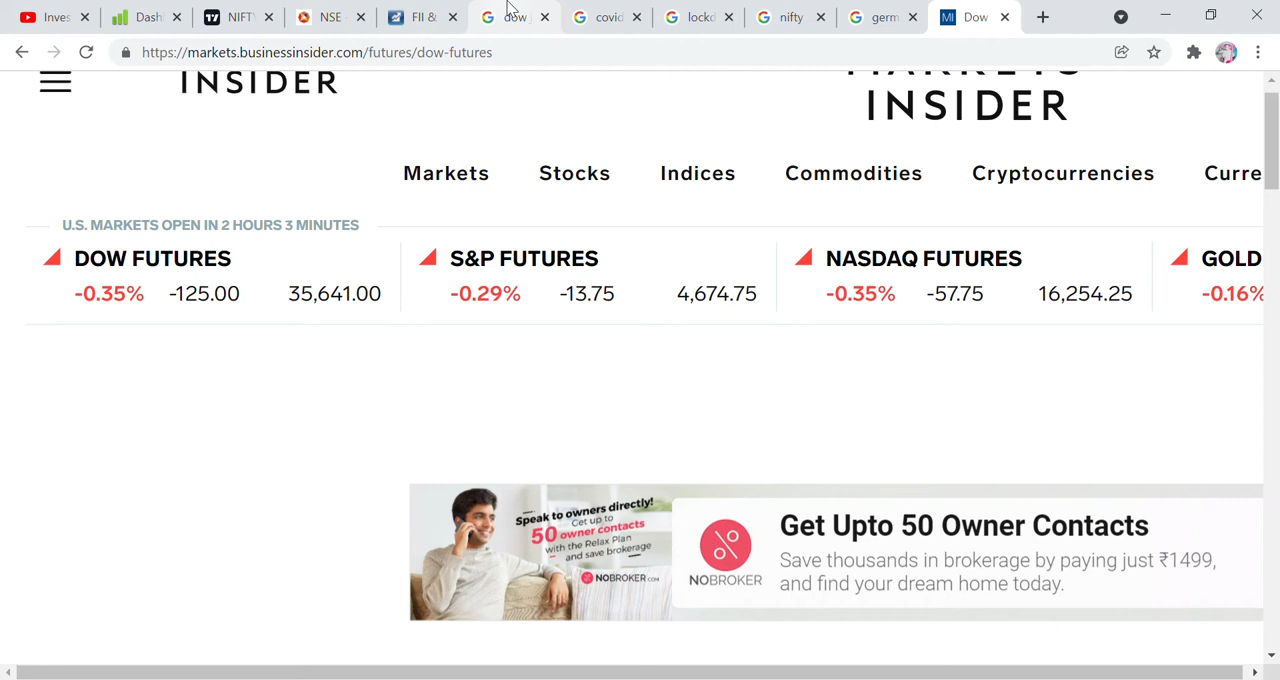 Inves
Dash
NIFTY
NSE
FII &
dow j
covid
lockd
nifty
germ
MI Dow
https://markets.businessinsider.com/futures/dow-futures
INSIDER
MARKETS
INSIDER
Markets Stocks Indices Commodities Cryptocurrencies Curre
U.S. MARKETS OPEN IN 2 HOURS 3 MINUTES
DOW FUTURES
-0.35% -125.00 35,641.00
S&P FUTURES
-0.29% -13.75 4,674.75
NASDAQ FUTURES
-0.35% -57.75 16,254.25
GOLD
-0.16%
Speak to owners directly!
Get up to
50 owner contacts
with the Relax Plan
and save brokerage
NOBROKER.COM
NOBROKER
Get Upto 50 Owner Contacts
Save thousands in brokerage by paying just ₹1499,
and find your dream home today.